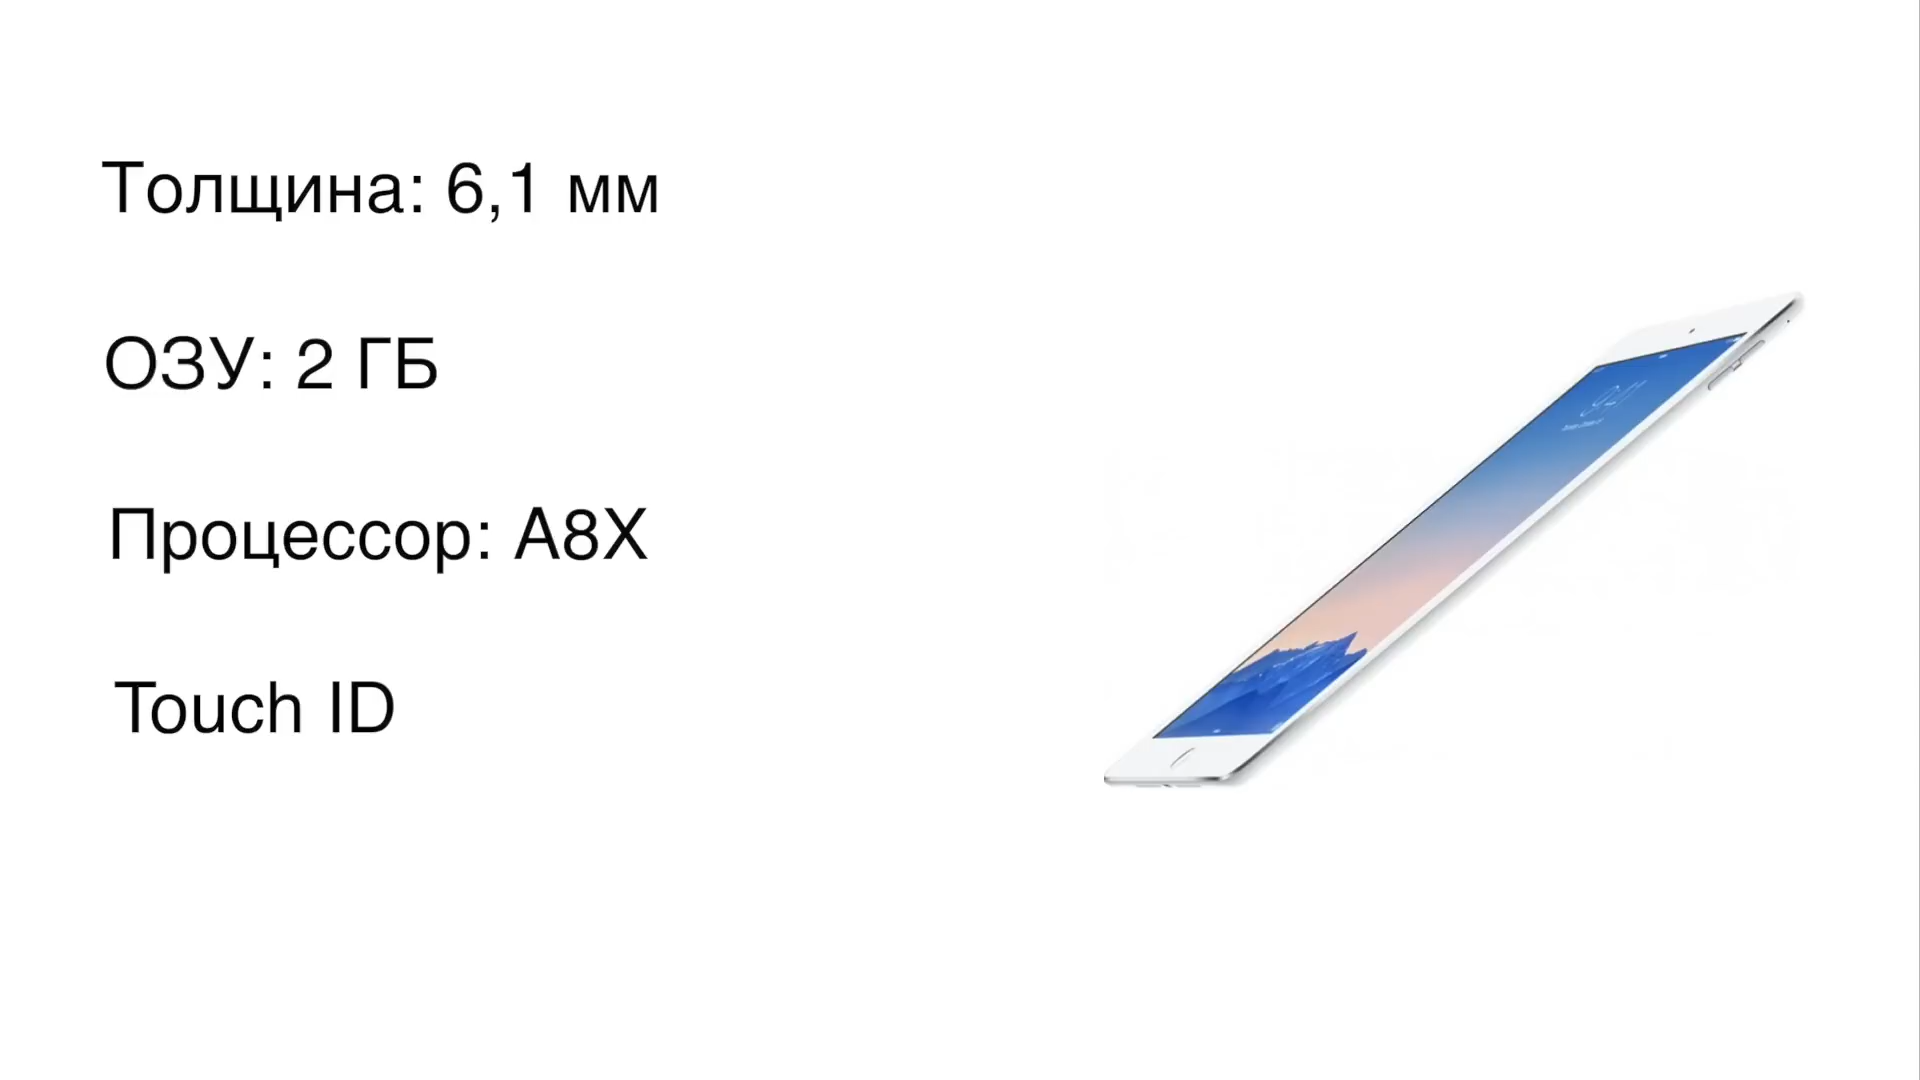 Толщина: 6,1 мм
ОЗУ: 2 ГБ
Процессор: A8X
Touch ID